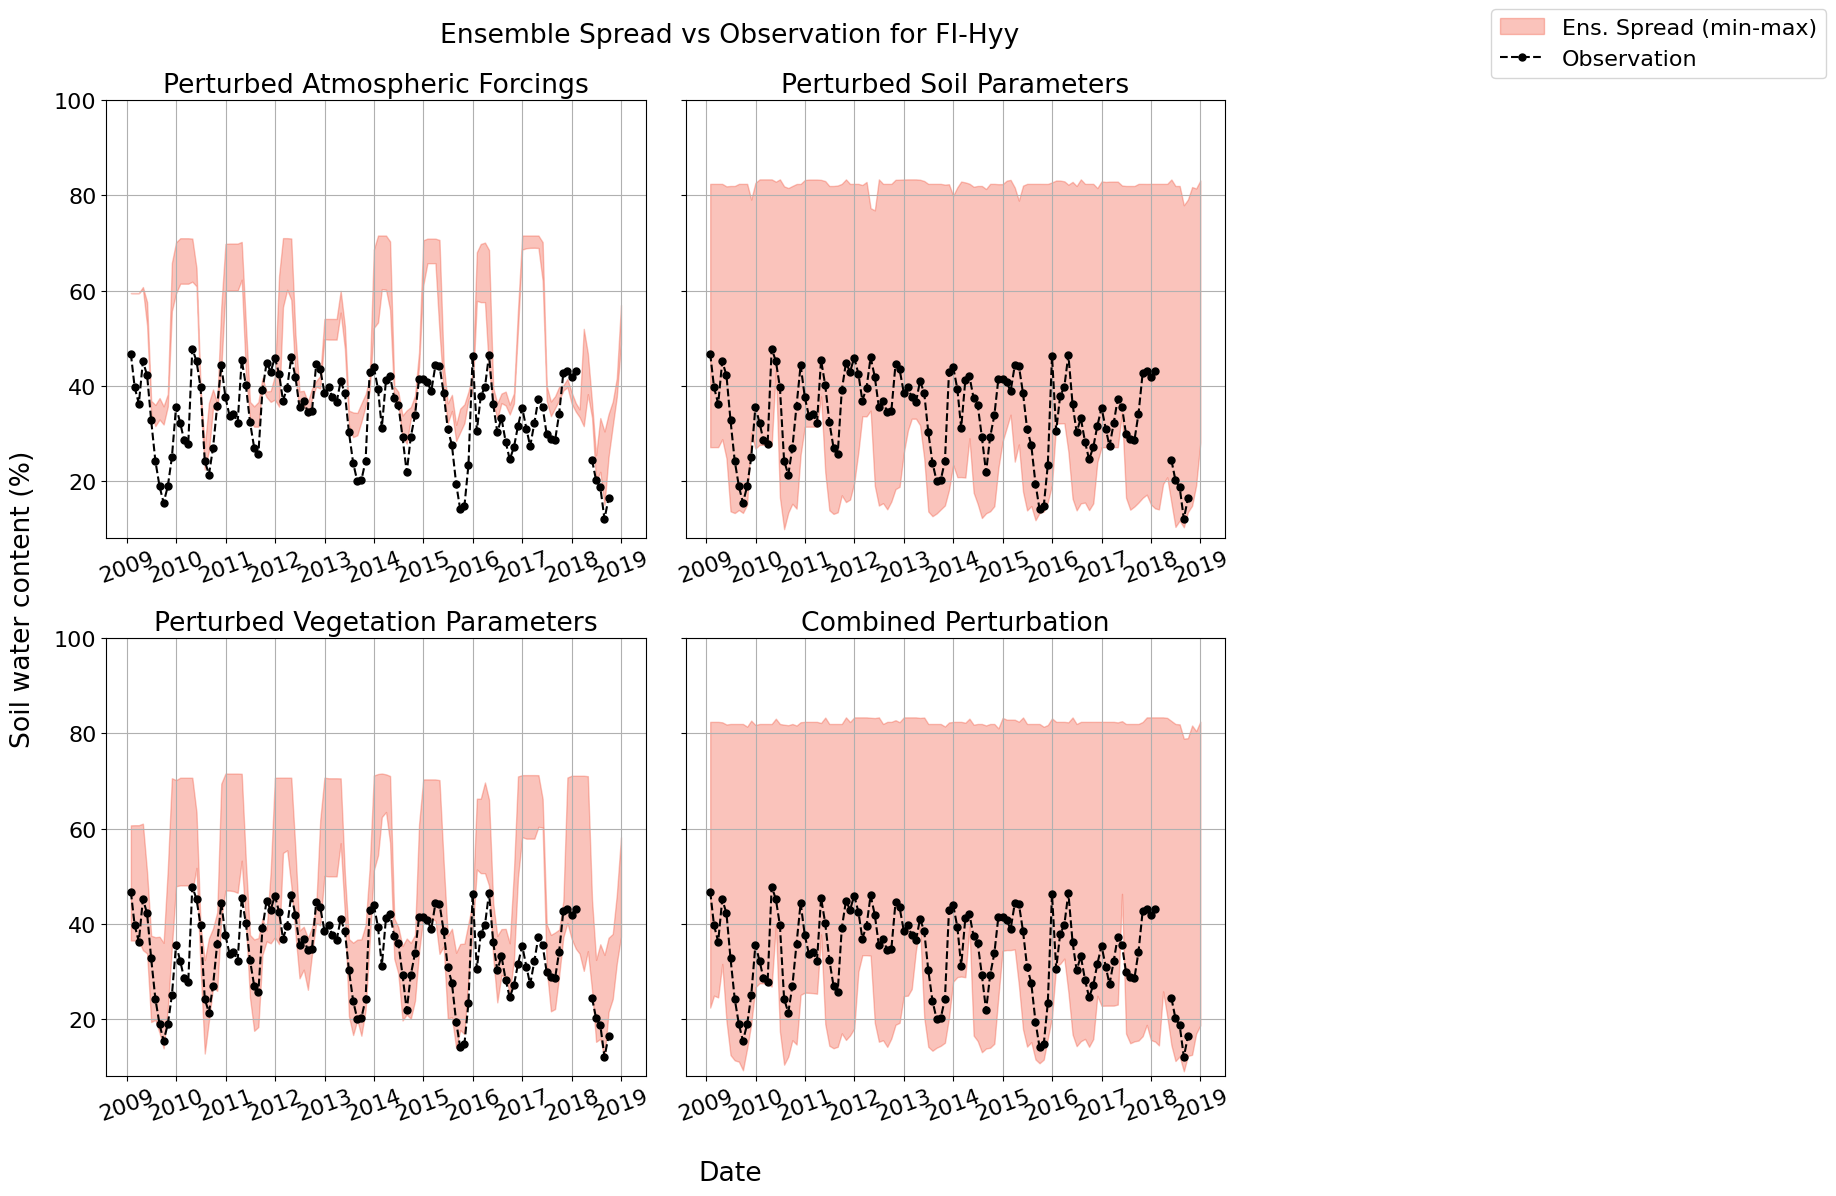 Ensemble Spread vs Observation for FI-Hyy
Ens. Spread (min-max)
Observation
Perturbed Atmospheric Forcings
Perturbed Soil Parameters
100
80
60
40
20
2009 2010 2011 2012 2013 2014 2015 2016 2017 2018 2019
2009 2010 2011 2012 2013 2014 2015 2016 2017 2018 2019
Soil water content (%)
Perturbed Vegetation Parameters
Combined Perturbation
100
80
60
40
20
2009 2010 2011 2012 2013 2014 2015 2016 2017 2018 2019
2009 2010 2011 2012 2013 2014 2015 2016 2017 2018 2019
Date